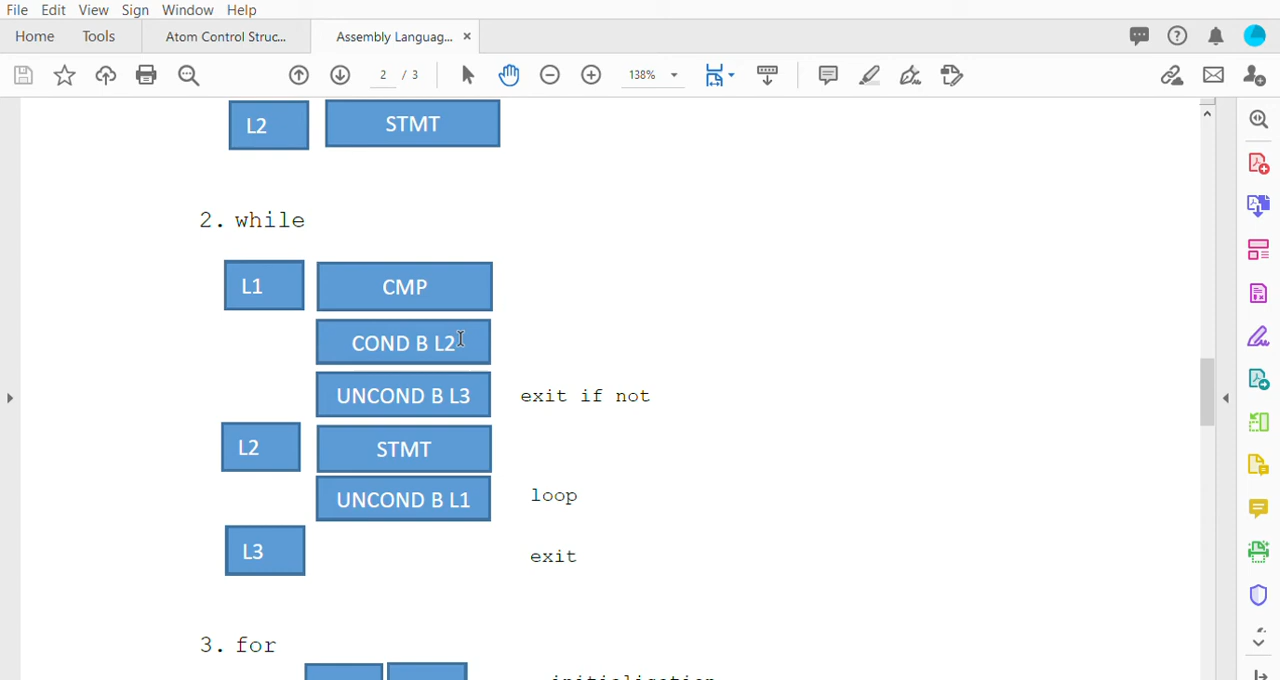 File Edit View Sign Window Help
Home Tools Atom Control Struc... Assembly Languag... ×
2 / 3 138%
L2 STMT
2. while
L1 CMP
COND B L2
UNCOND B L3 exit if not
L2 STMT
UNCOND B L1 loop
L3 exit
3. for
initialisation